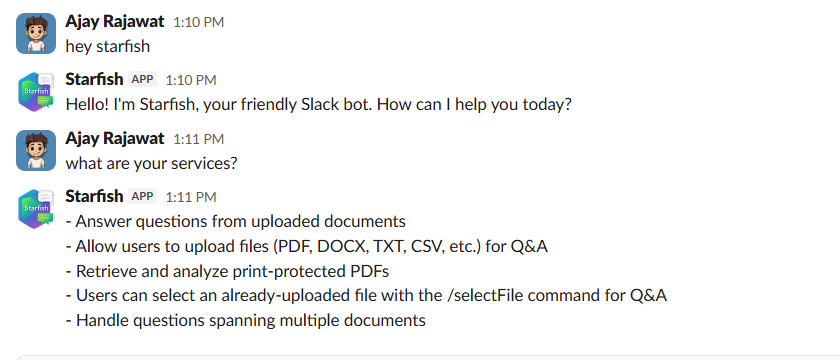 Ajay Rajawat 1:10 PM
hey starfish
Starfish
Starfish APP 1:10 PM
Hello! I'm Starfish, your friendly Slack bot. How can I help you today?
Ajay Rajawat 1:11 PM
what are your services?
Starfish
Starfish APP 1:11 PM
- Answer questions from uploaded documents
- Allow users to upload files (PDF, DOCX, TXT, CSV, etc.) for Q&A
- Retrieve and analyze print-protected PDFs
- Users can select an already-uploaded file with the /selectFile command for Q&A
- Handle questions spanning multiple documents